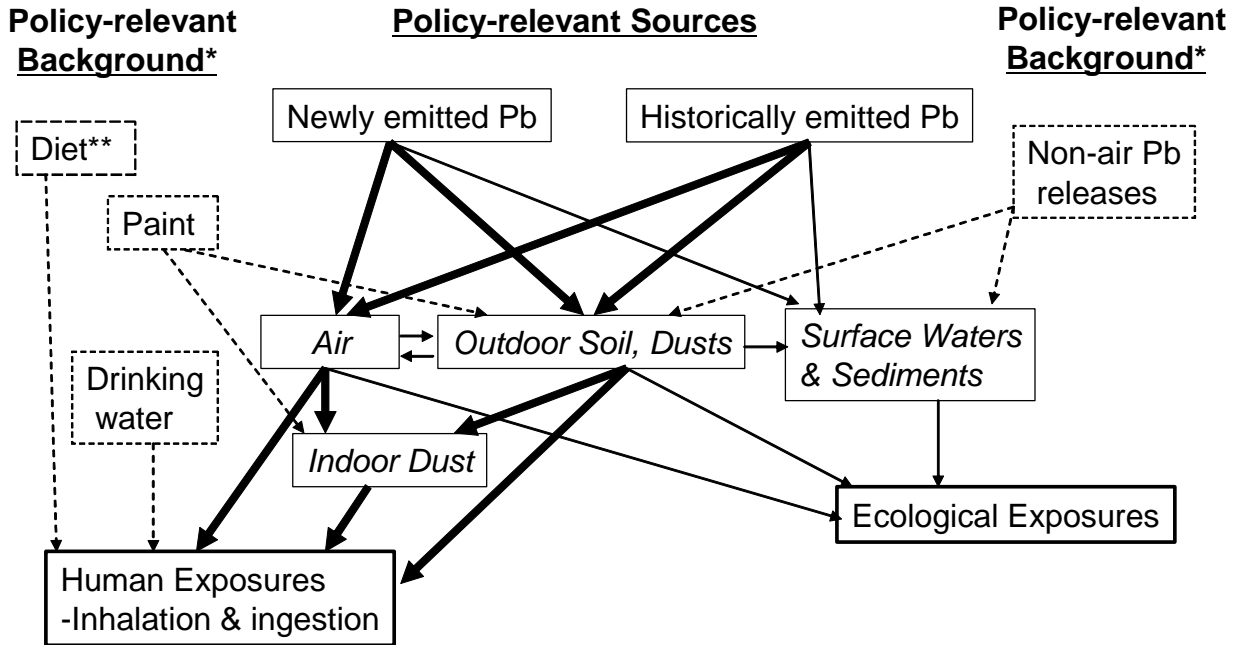 Policy-relevant
Background*
Policy-relevant Sources
Policy-relevant
Background*
Newly emitted Pb
Historically emitted Pb
Diet**
Non-air Pb
releases
Paint
Air
Outdoor Soil, Dusts
Surface Waters
& Sediments
Drinking
water
Indoor Dust
Ecological Exposures
Human Exposures
-Inhalation & ingestion